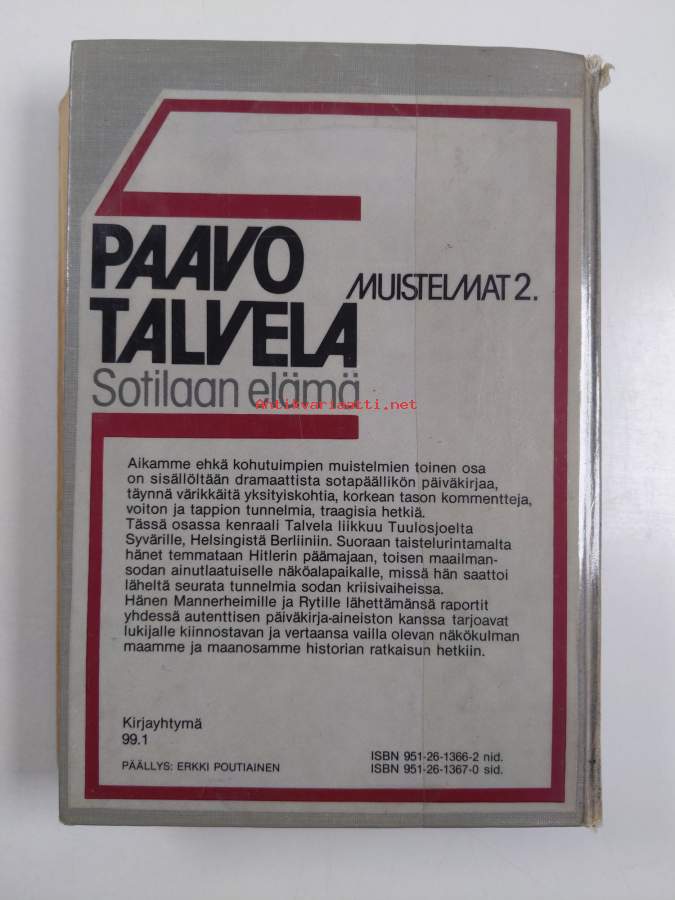 PAAVO
TALVELA
MUISTELMAT 2.
Sotilaan elämä
Antikvariaatti.net
Aikamme ehkä kohutuimpien muistelmien toinen osa
on sisällöltään dramaattista sotapäällikön päiväkirjaa,
täynnä värikkäitä yksityiskohtia, korkean tason kommentteja,
voiton ja tappion tunnelmia, traagisia hetkiä.
Tässä osassa kenraali Talvela liikkuu Tuulosjoelta
Syvärille, Helsingistä Berliiniin. Suoraan taistelurintamalta
hänet temmataan Hitlerin päämajaan, toisen maailman-
sodan ainutlaatuiselle näköalapaikalle, missä hän saattoi
läheltä seurata tunnelmia sodan kriisivaiheissa.
Hänen Mannerheimille ja Rytille lähettämänsä raportit
yhdessä autenttisen päiväkirja-aineiston kanssa tarjoavat
lukijalle kiinnostavan ja vertaansa vailla olevan näkökulman
maamme ja maanosamme historian ratkaisun hetkiin.
Kirjayhtymä
99.1
PÄÄLLYS: ERKKI POUTIAINEN
ISBN 951-26-1366-2 nid.
ISBN 951-26-1367-0 sid.